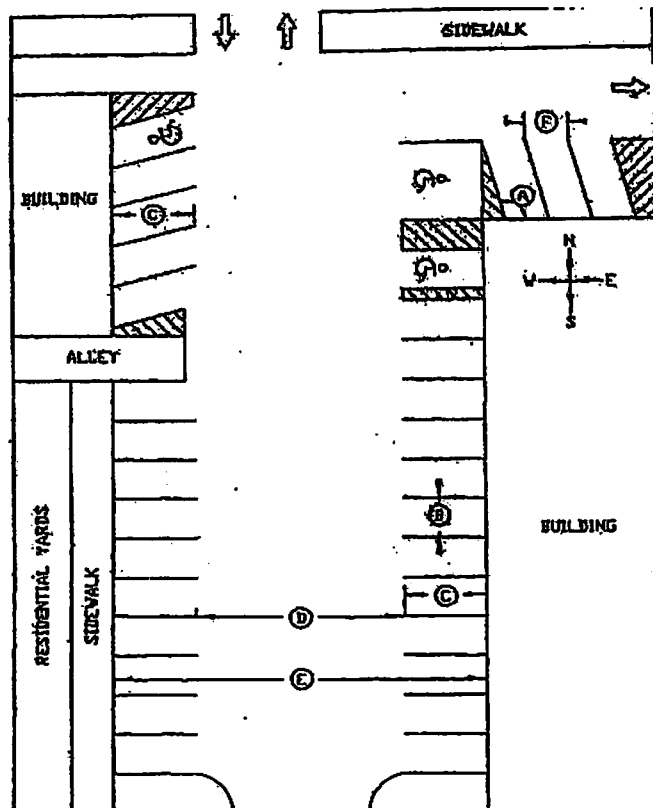 SIDEWALK
F
BUILDING
A
C
N
W E
S
ALLEY
B
BUILDING
RESIDENTIAL YARDS
SIDEWALK
C
D
E